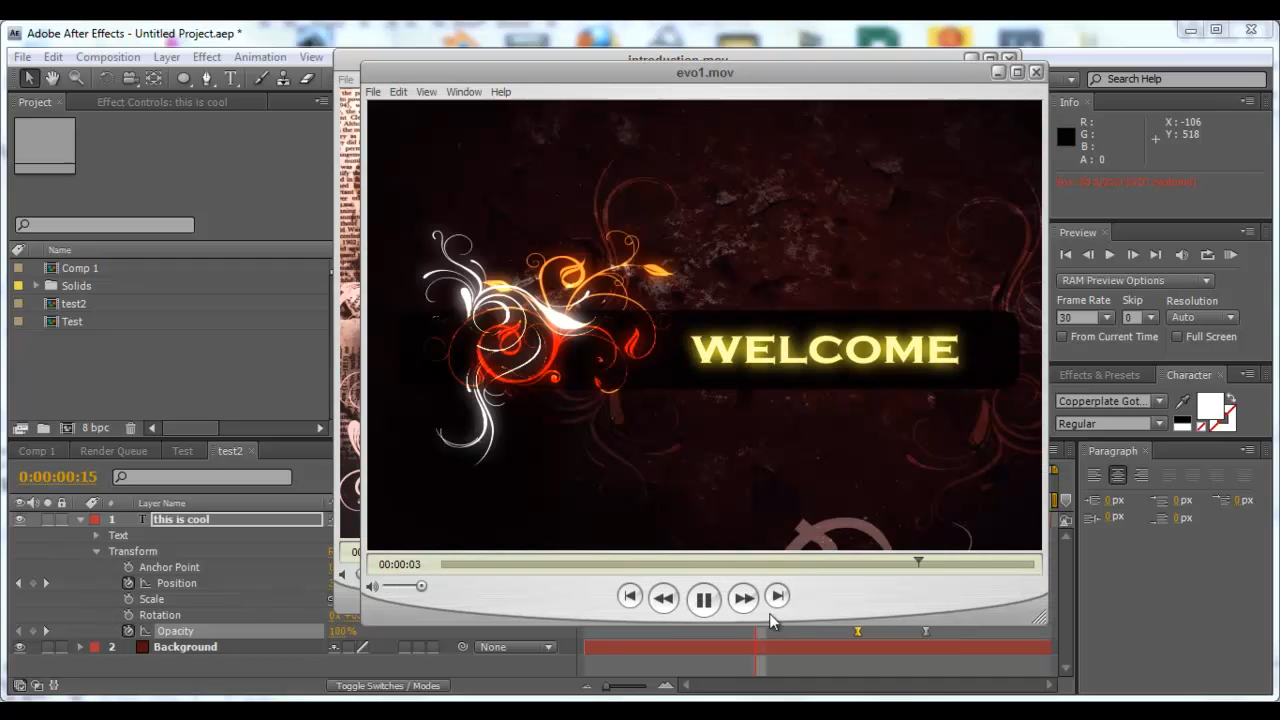 Adobe After Effects - Untitled Project.aep *
File Edit Composition Layer Effect Animation View
introduction.mov
evo1.mov
Search Help
Project Effect Controls: this is cool
File
File Edit View Window Help
Info
R :
G :
B :
A : 0
X : -106
Y : 518
Preview
RAM Preview Options
Frame Rate Skip Resolution
30 0 Auto
From Current Time Full Screen
Name
Comp 1
Solids
test2
Test
WELCOME
Effects & Presets Character
Copperplate Got...
Regular
8 bpc
Comp 1 Render Queue Test test2
Paragraph
0:00:00:15
# Layer Name
0 px 0 px 0 px
0 px 0 px
1 T this is cool
Text
Transform
Anchor Point
Position
Scale
Rotation
Opacity
100%
2 Background
None
00:00:03
Toggle Switches / Modes